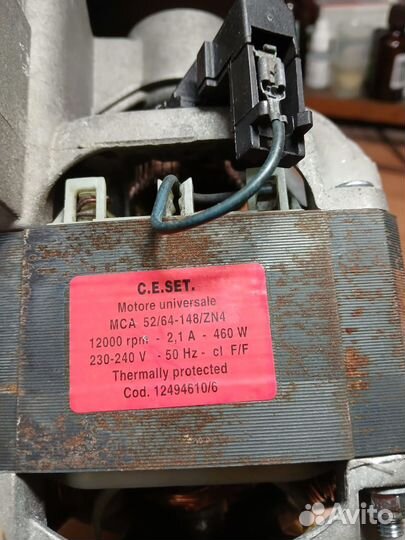 C.E.SET.
Motore universale
MCA 52/64-148/ZN4
12000 rpm - 2,1 A - 460 W
230-240 V - 50 Hz - cl F/F
Thermally protected
Cod. 12494610/6
Avito